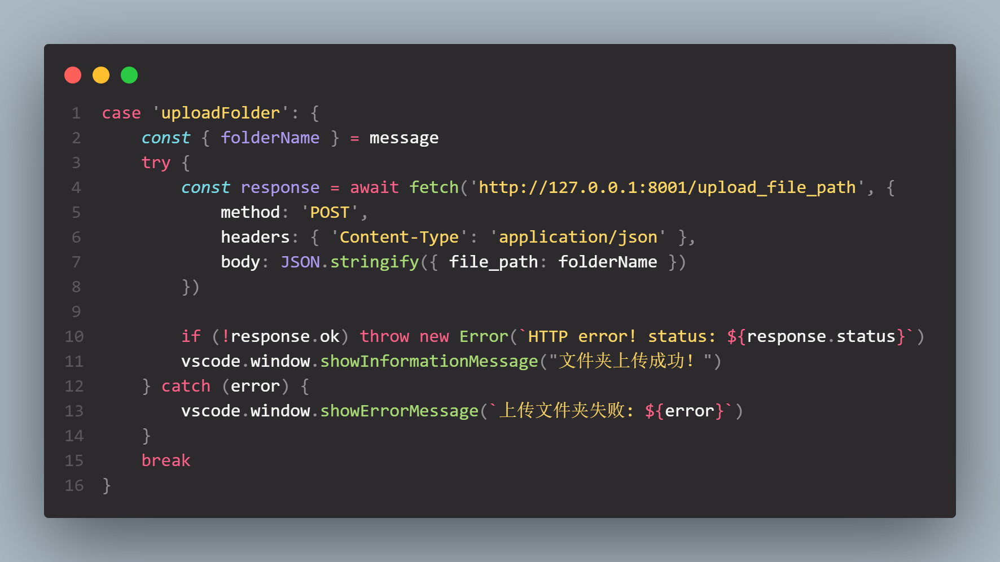 1 case 'uploadFolder': {
2     const { folderName } = message
3     try {
4         const response = await fetch('http://127.0.0.1:8001/upload_file_path', {
5             method: 'POST',
6             headers: { 'Content-Type': 'application/json' },
7             body: JSON.stringify({ file_path: folderName })
8         })
9
10         if (!response.ok) throw new Error(`HTTP error! status: ${response.status}`)
11         vscode.window.showInformationMessage("文件夹上传成功！")
12     } catch (error) {
13         vscode.window.showErrorMessage(`上传文件夹失败: ${error}`)
14     }
15     break
16 }